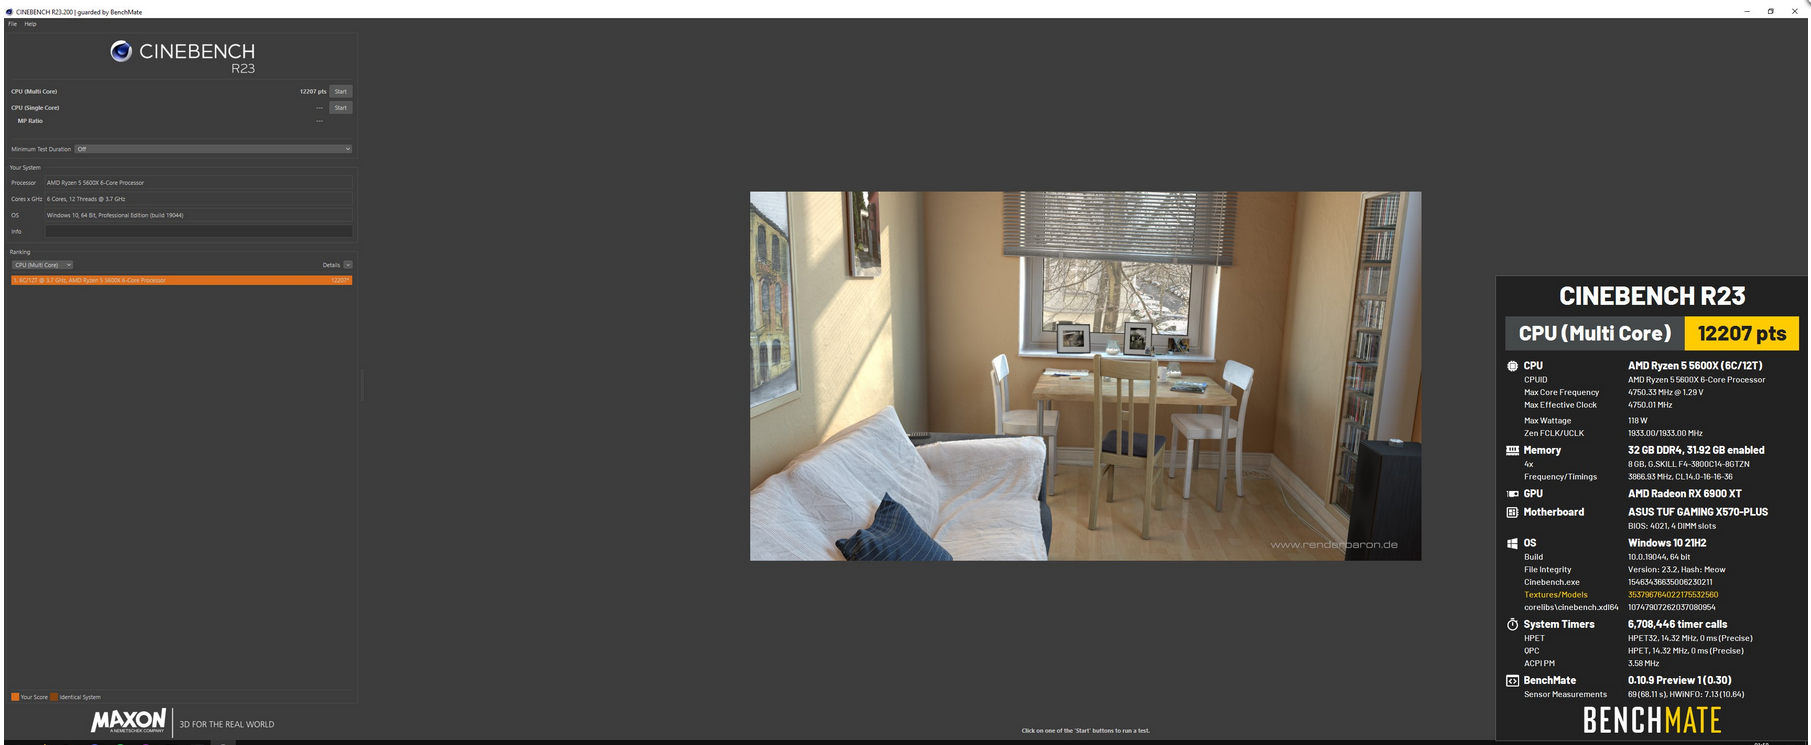 CINEBENCH R23.200 | guarded by BenchMate
File Help
CINEBENCH
R23
CPU (Multi Core) 12207 pts Start
CPU (Single Core) --- Start
MP Ratio ---
Minimum Test Duration Off
Your System
Processor AMD Ryzen 5 5600X 6-Core Processor
Cores x GHz 6 Cores, 12 Threads @ 3.7 GHz
OS Windows 10, 64 Bit, Professional Edition (build 19044)
Info
Ranking
CPU (Multi Core) Details
1. 6C/12T @ 3.7 GHz, AMD Ryzen 5 5600X 6-Core Processor 12207*
Your Score Identical System
MAXON
A NEMETSCHEK COMPANY
3D FOR THE REAL WORLD
www.renderbaron.de
Click on one of the 'Start' buttons to run a test.
CINEBENCH R23
CPU (Multi Core) 12207 pts
CPU AMD Ryzen 5 5600X (6C/12T)
CPUID AMD Ryzen 5 5600X 6-Core Processor
Max Core Frequency 4750.33 MHz @ 1.29 V
Max Effective Clock 4750.01 MHz
Max Wattage 118 W
Zen FCLK/UCLK 1933.00/1933.00 MHz
Memory 32 GB DDR4, 31.92 GB enabled
4x 8 GB, G.SKILL F4-3800C14-8GTZN
Frequency/Timings 3866.93 MHz, CL14.0-16-16-36
GPU AMD Radeon RX 6900 XT
Motherboard ASUS TUF GAMING X570-PLUS
BIOS: 4021, 4 DIMM slots
OS Windows 10 21H2
Build 10.0.19044, 64 bit
File Integrity Version: 23.2, Hash: Meow
Cinebench.exe 15463436635006230211
Textures/Models 3537967640221755532560
corelibs\cinebench.xdl64 10747907262037080954
System Timers 6,708,446 timer calls
HPET HPET32, 14.32 MHz, 0 ms (Precise)
QPC HPET, 14.32 MHz, 0 ms (Precise)
ACPI PM 3.58 MHz
BenchMate 0.10.9 Preview 1 (0.30)
Sensor Measurements 69 (68.11 s), HWiNFO: 7.13 (10.64)
BENCHMATE